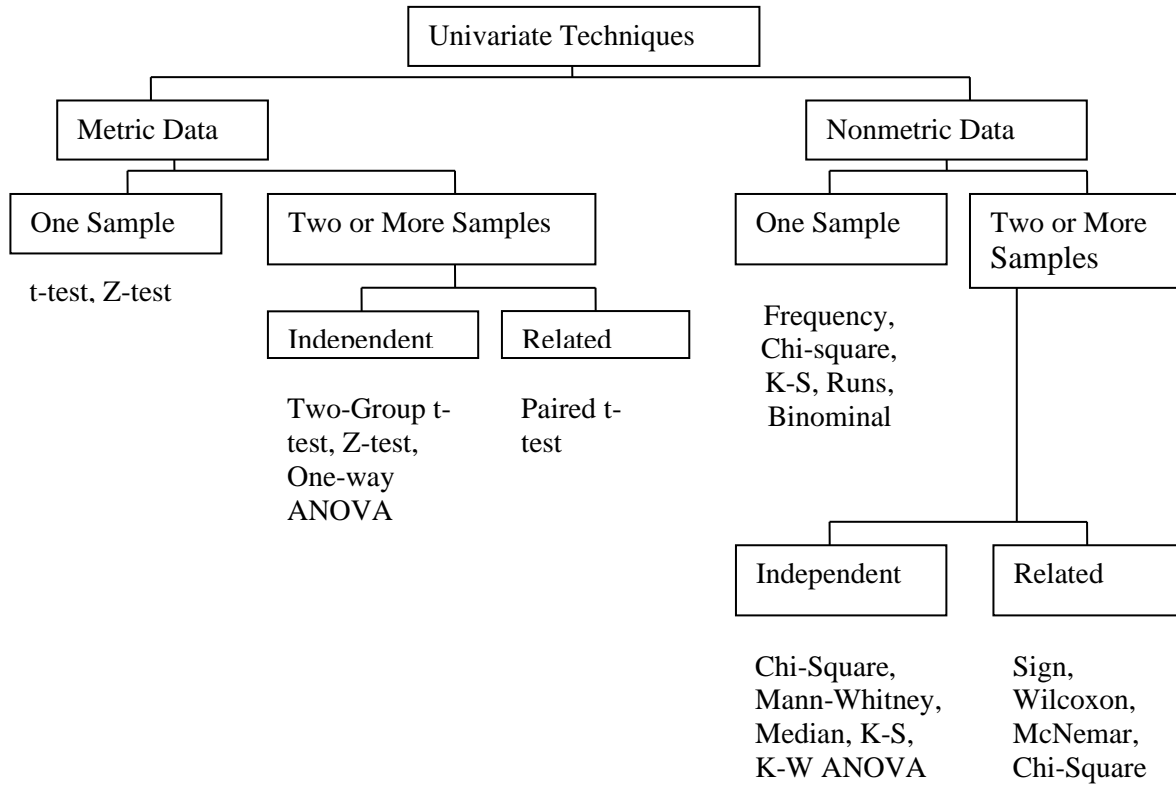 Univariate Techniques
Metric Data
Nonmetric Data
One Sample
Two or More Samples
One Sample
Two or More
Samples
t-test, Z-test
Independent
Related
Frequency,
Chi-square,
K-S, Runs,
Binominal
Two-Group t-
test, Z-test,
One-way
ANOVA
Paired t-
test
Independent
Related
Chi-Square,
Mann-Whitney,
Median, K-S,
K-W ANOVA
Sign,
Wilcoxon,
McNemar,
Chi-Square